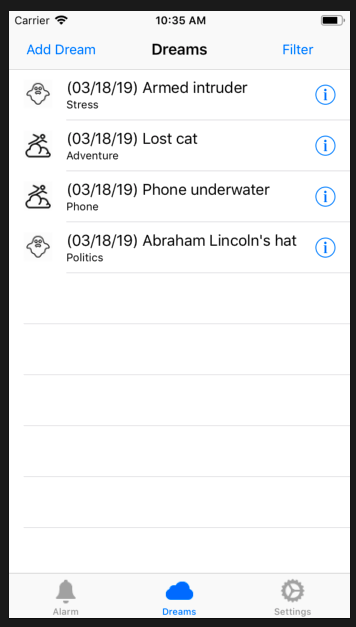 Carrier 10:35 AM
Add Dream Dreams Filter
(03/18/19) Armed intruder
Stress
(03/18/19) Lost cat
Adventure
(03/18/19) Phone underwater
Phone
(03/18/19) Abraham Lincoln's hat
Politics
Alarm Dreams Settings